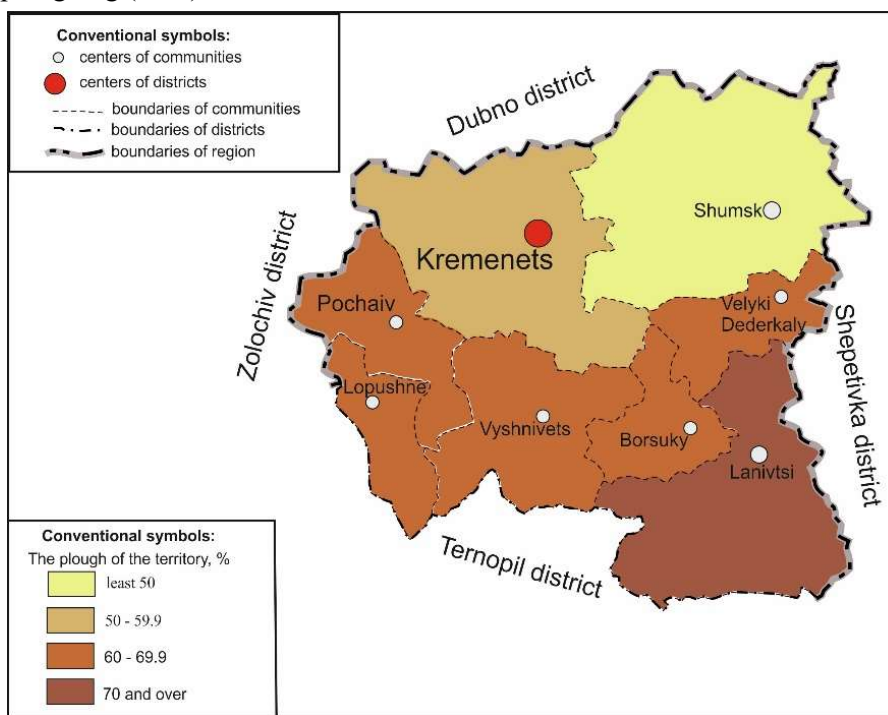 Conventional symbols:
centers of communities
centers of districts
boundaries of communities
boundaries of districts
boundaries of region
Dubno district
Shumsk
Kremenets
Zolochiv district
Pochaiv
Velyki
Dederkaly
Shepetivka district
Lopushne
Vyshnivets
Borsuky
Lanivtsi
Ternopil district
Conventional symbols:
The plough of the territory, %
least 50
50 - 59.9
60 - 69.9
70 and over